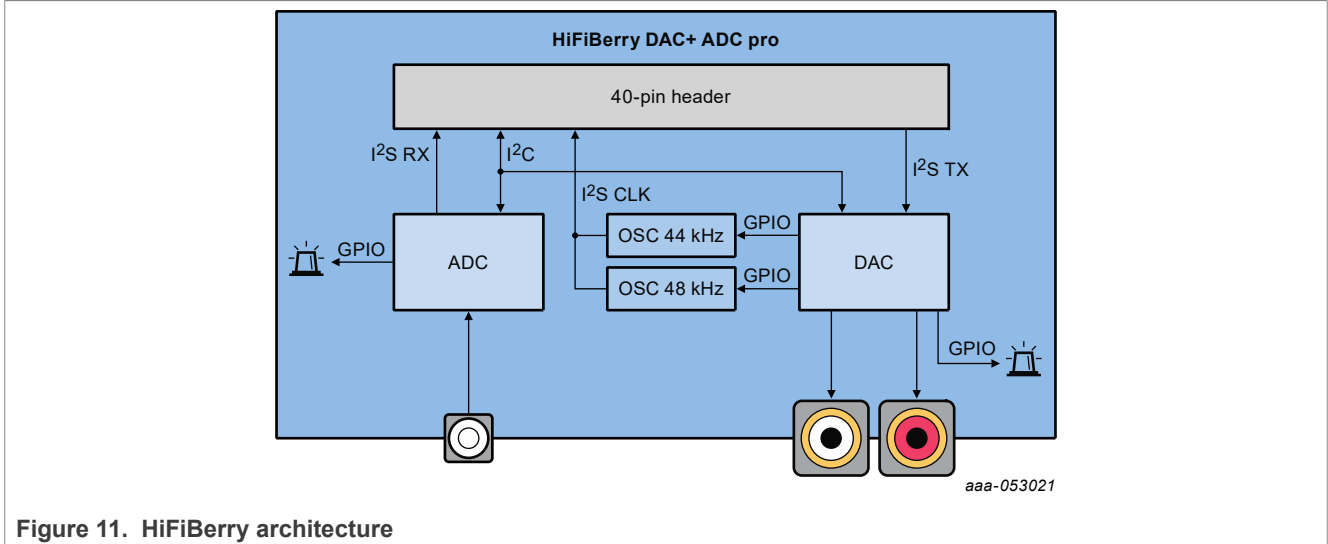 HiFiBerry DAC+ ADC pro
40-pin header
I2S RX
I2C
I2S TX
I2S CLK
OSC 44 kHz
GPIO
GPIO
ADC
DAC
OSC 48 kHz
GPIO
GPIO
aaa-053021
Figure 11. HiFiBerry architecture